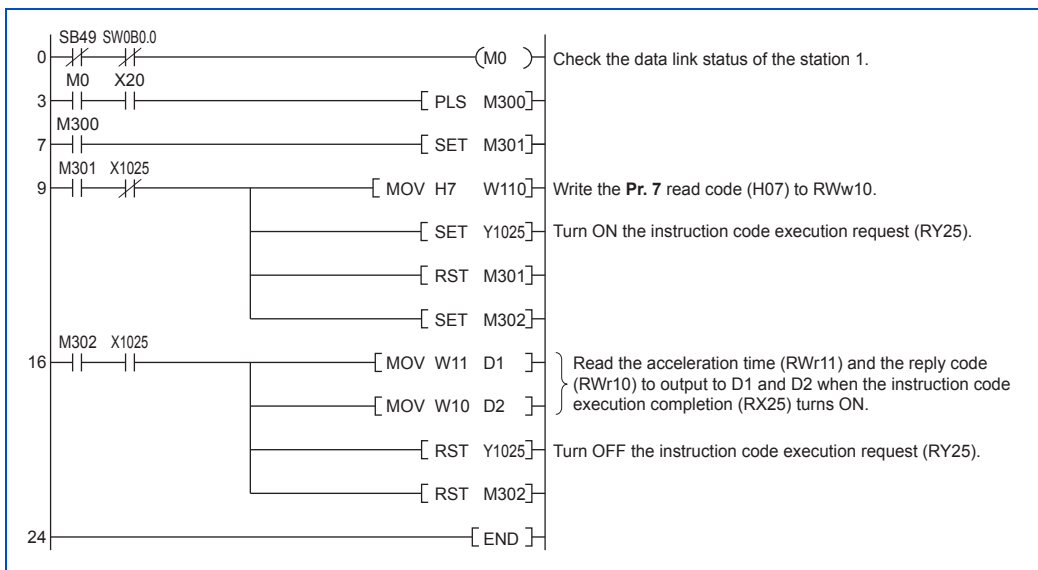 SB49 SW0B0.0
0 (M0 ) Check the data link status of the station 1.
M0 X20
3 [ PLS M300]
M300
7 [ SET M301]
M301 X1025
9 [ MOV H7 W110] Write the Pr. 7 read code (H07) to RWw10.
[ SET Y1025] Turn ON the instruction code execution request (RY25).
[ RST M301]
[ SET M302]
M302 X1025
16 [ MOV W11 D1 ] Read the acceleration time (RWr11) and the reply code
(RWr10) to output to D1 and D2 when the instruction code
[ MOV W10 D2 ] execution completion (RX25) turns ON.
[ RST Y1025] Turn OFF the instruction code execution request (RY25).
[ RST M302]
24 [ END ]